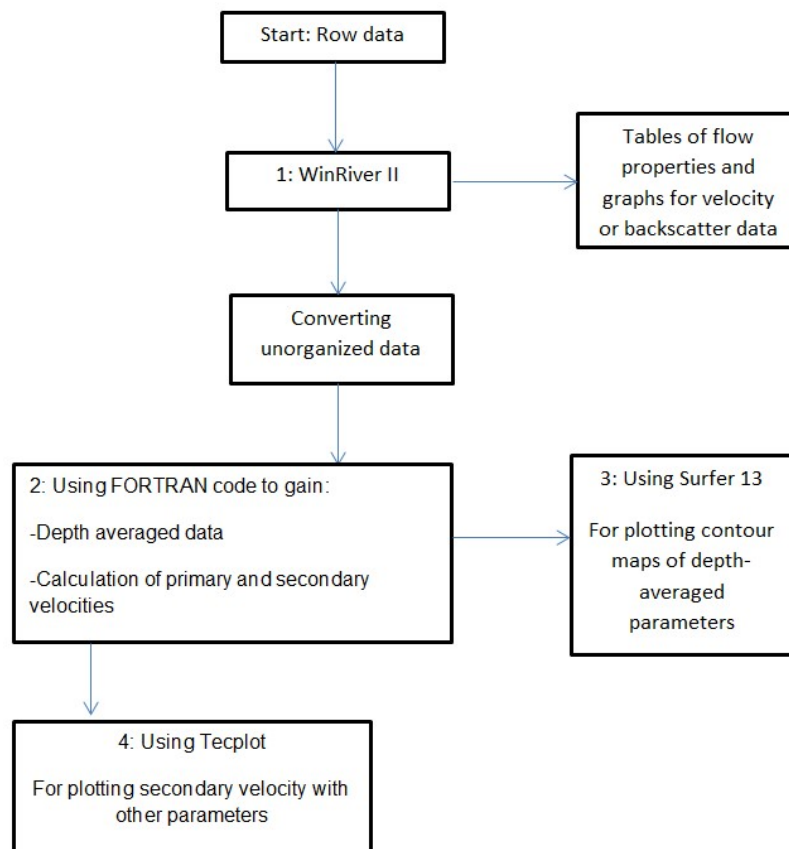 Start: Row data
1: WinRiver II
Tables of flow
properties and
graphs for velocity
or backscatter data
Converting
unorganized data
2: Using FORTRAN code to gain:
-Depth averaged data
-Calculation of primary and secondary
velocities
3: Using Surfer 13
For plotting contour
maps of depth-
averaged
parameters
4: Using Tecplot
For plotting secondary velocity with
other parameters